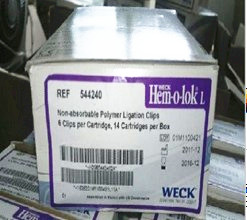 REF 544240
WECK
Hem-o-lok L
Non-absorbable Polymer Ligation Clips
6 Clips per Cartridge, 14 Cartridges per Box
2011-12
2016-12
WECK